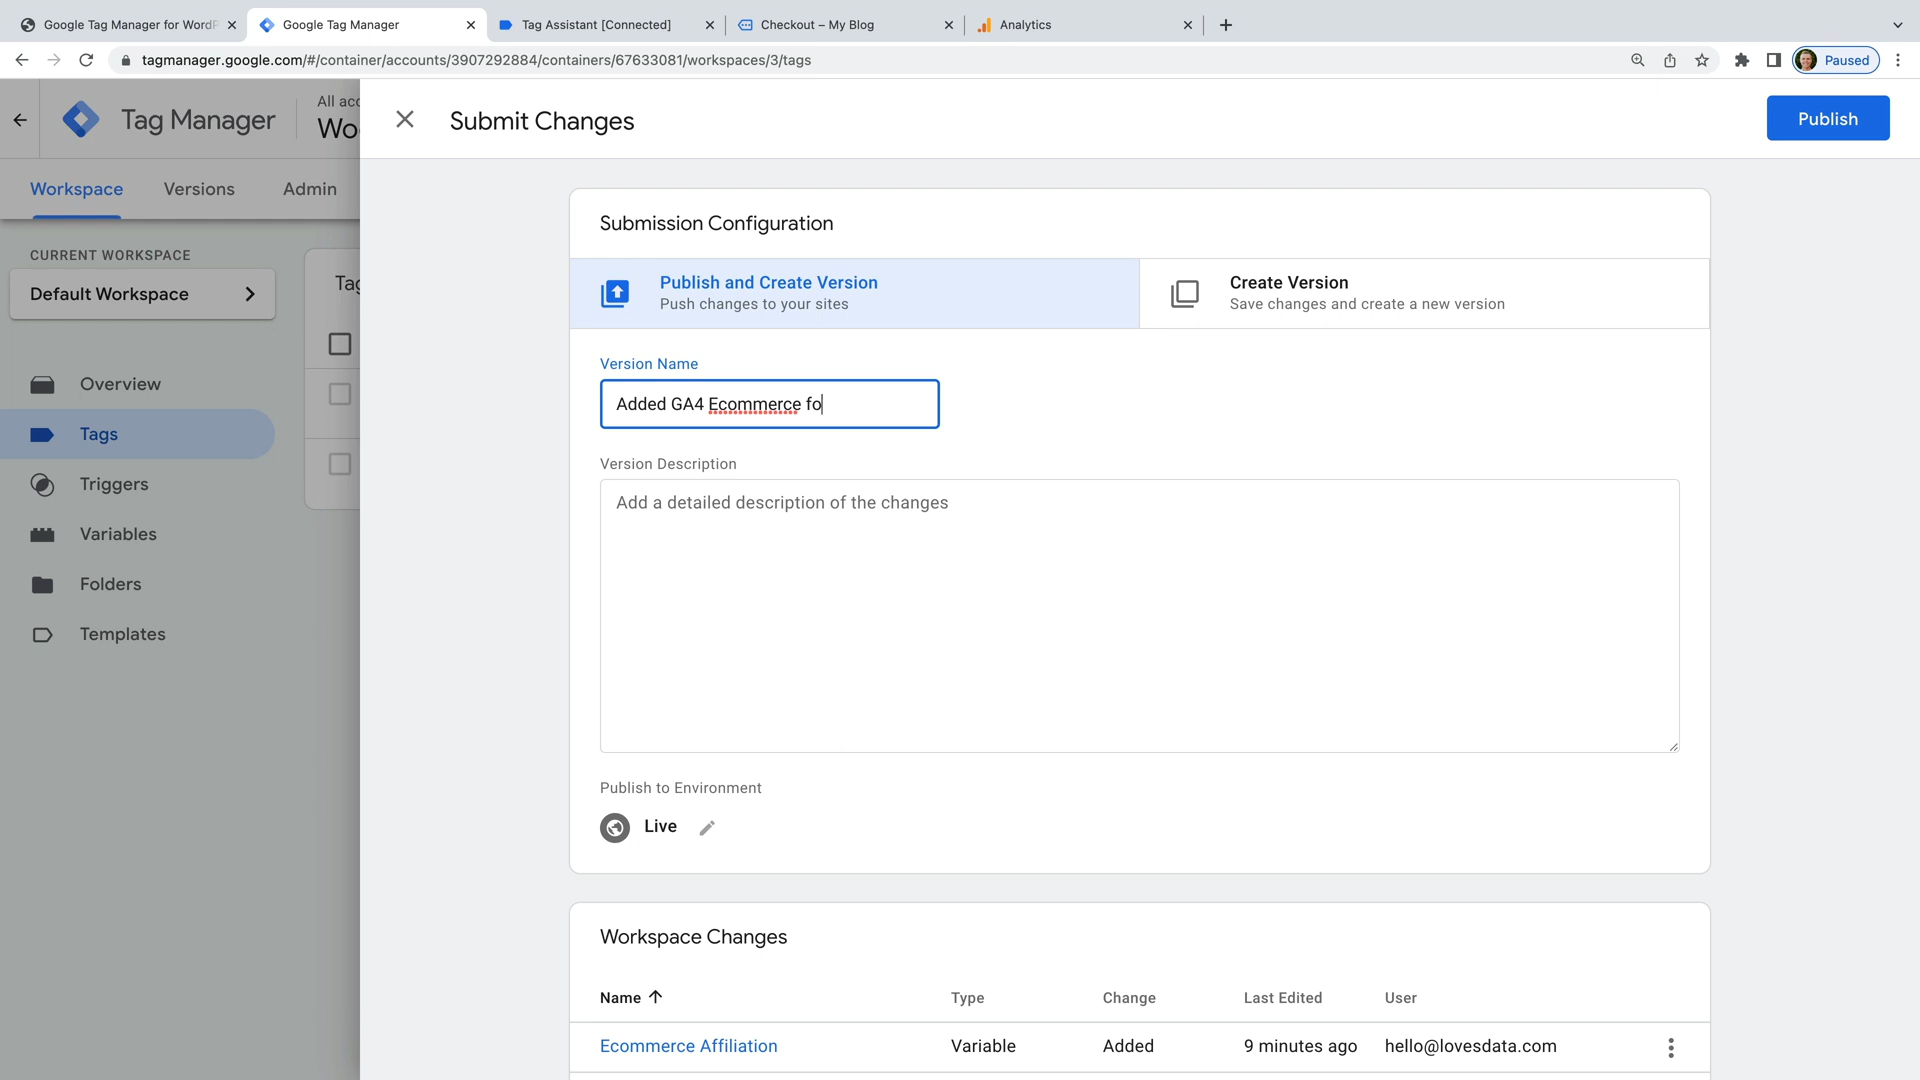 Google Tag Manager for WordP
Google Tag Manager
Tag Assistant [Connected]
Checkout – My Blog
Analytics
tagmanager.google.com/#/container/accounts/3907292884/containers/67633081/workspaces/3/tags
Paused
Tag Manager
All acc
Wo
Submit Changes
Publish
Workspace
Versions
Admin
CURRENT WORKSPACE
Default Workspace
Tag
Overview
Tags
Triggers
Variables
Folders
Templates
Submission Configuration
Publish and Create Version
Push changes to your sites
Create Version
Save changes and create a new version
Version Name
Added GA4 Ecommerce fo
Version Description
Add a detailed description of the changes
Publish to Environment
Live
Workspace Changes
Name Type Change Last Edited User
Ecommerce Affiliation Variable Added 9 minutes ago hello@lovesdata.com